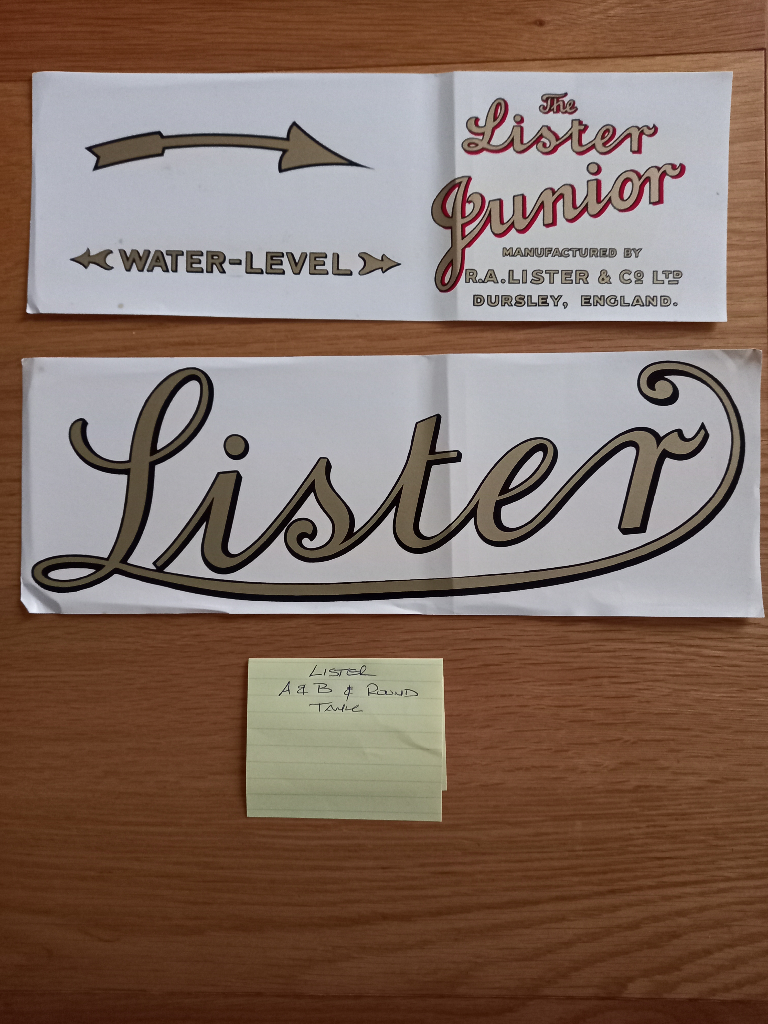 The
Lister
Junior
WATER-LEVEL
MANUFACTURED BY
R.A. LISTER & Co LTD
DURSLEY, ENGLAND.
Lister
LISTER
A & B & ROUND
TANK